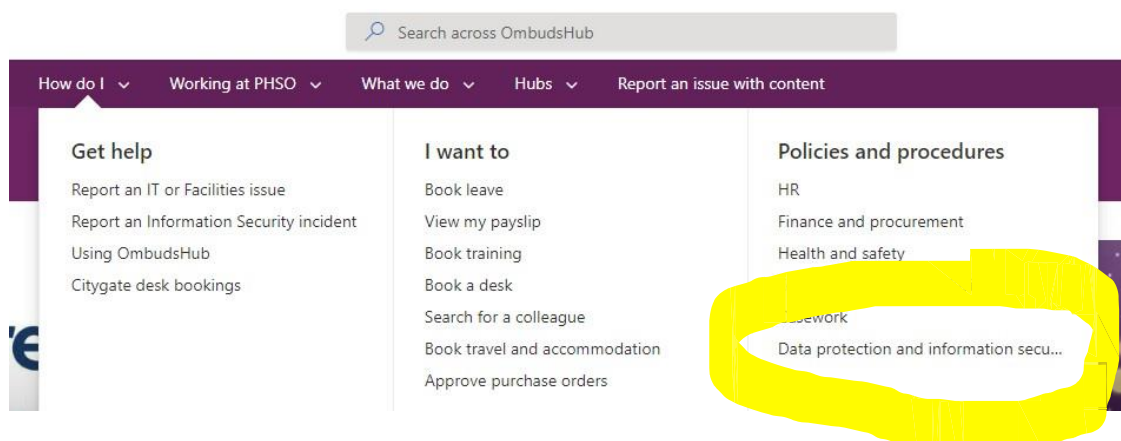 Search across OmbudsHub
How do I Working at PHSO What we do Hubs Report an issue with content
Get help
Report an IT or Facilities issue
Report an Information Security incident
Using OmbudsHub
Citygate desk bookings
I want to
Book leave
View my payslip
Book training
Book a desk
Search for a colleague
Book travel and accommodation
Approve purchase orders
Policies and procedures
HR
Finance and procurement
Health and safety
Data protection and information secu...